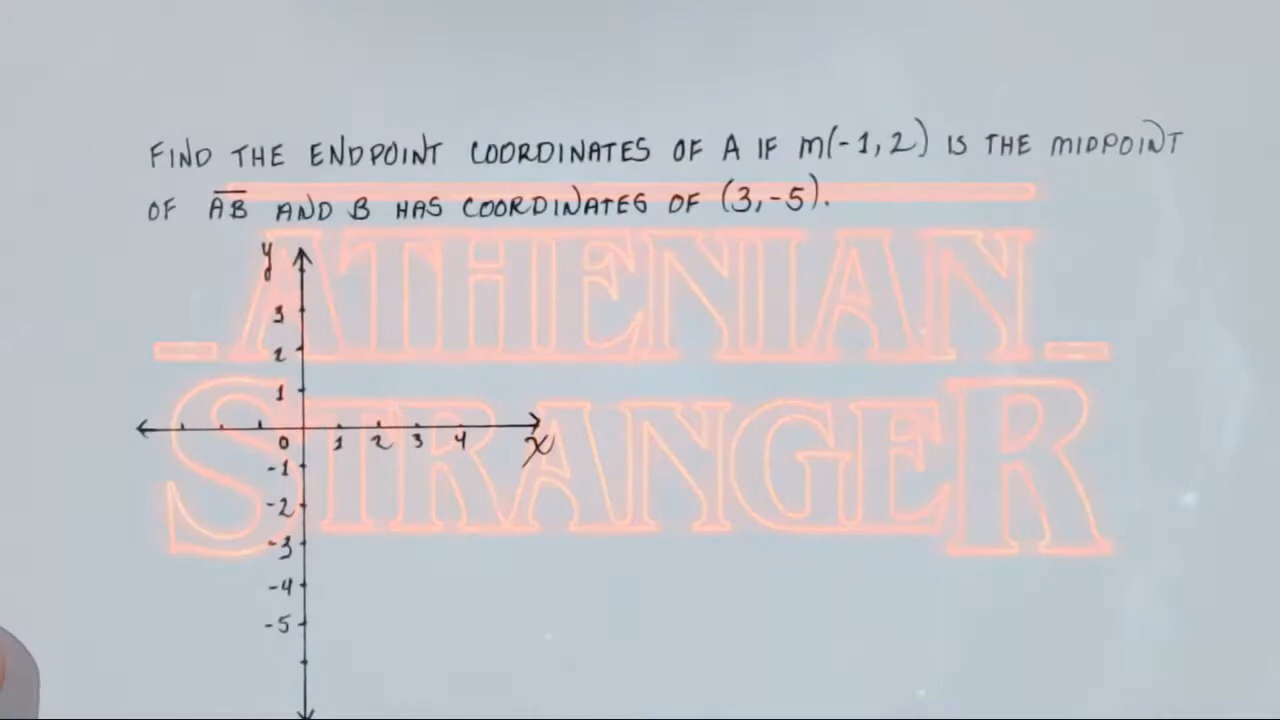 FIND THE ENDPOINT COORDINATES OF A IF m(-1,2) IS THE MIDPOINT
OF A̅B̅ AND B HAS COORDINATES OF (3,-5).
ATHENIAN
STRANGER
y
3
2
1
0 1 2 3 4 x
-1
-2
-3
-4
-5